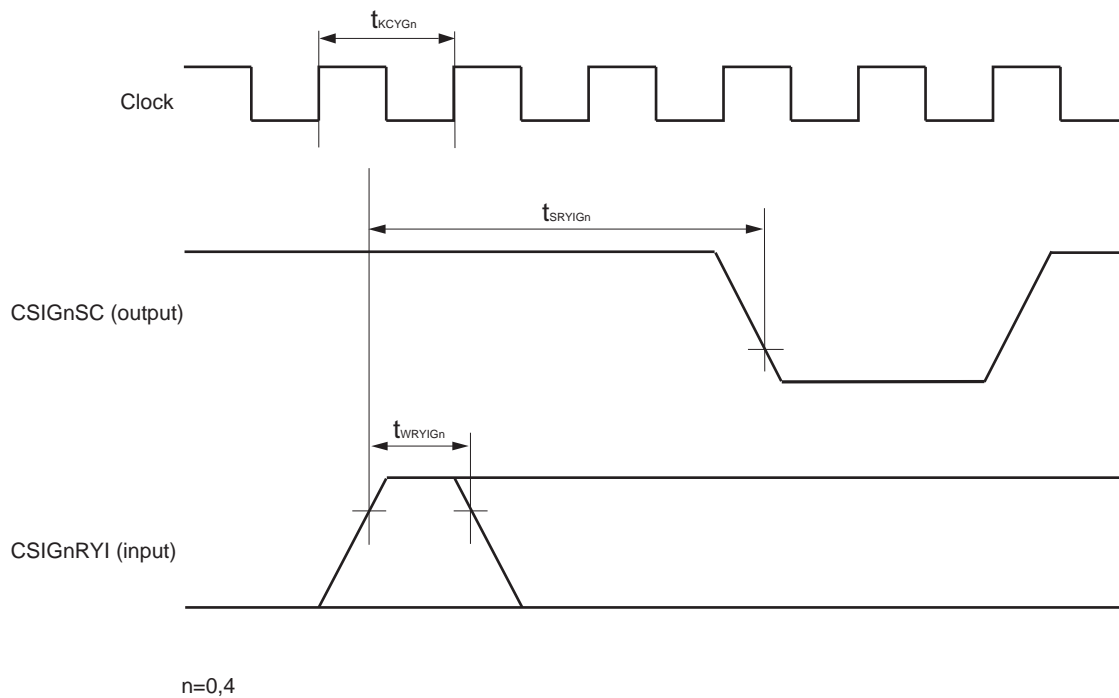 tKCYGn
Clock
tSRYIGn
CSIGnSC (output)
tWRYIGn
CSIGnRYI (input)
n=0,4